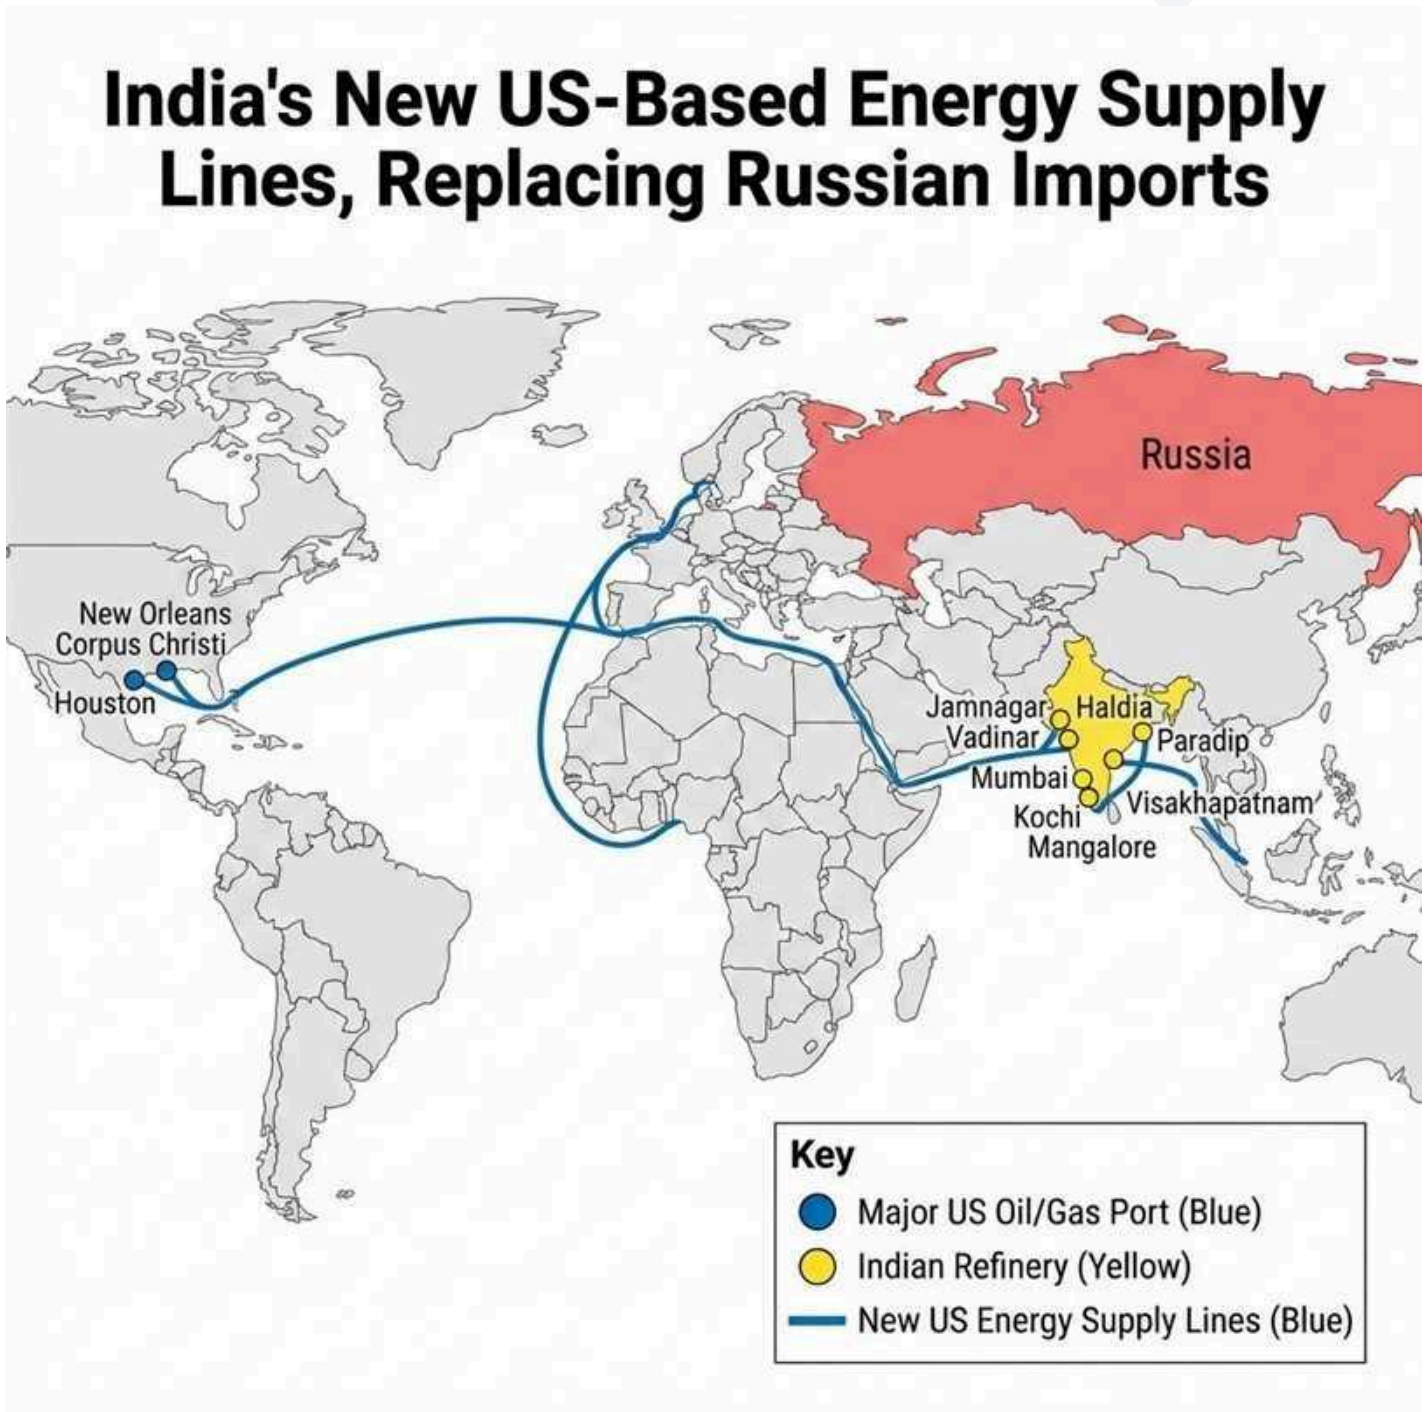 India's New US-Based Energy Supply
Lines, Replacing Russian Imports
Russia
New Orleans
Corpus Christi
Houston
Jamnagar
Haldia
Vadinar
Paradip
Mumbai
Visakhapatnam
Kochi
Mangalore
Key
Major US Oil/Gas Port (Blue)
Indian Refinery (Yellow)
New US Energy Supply Lines (Blue)